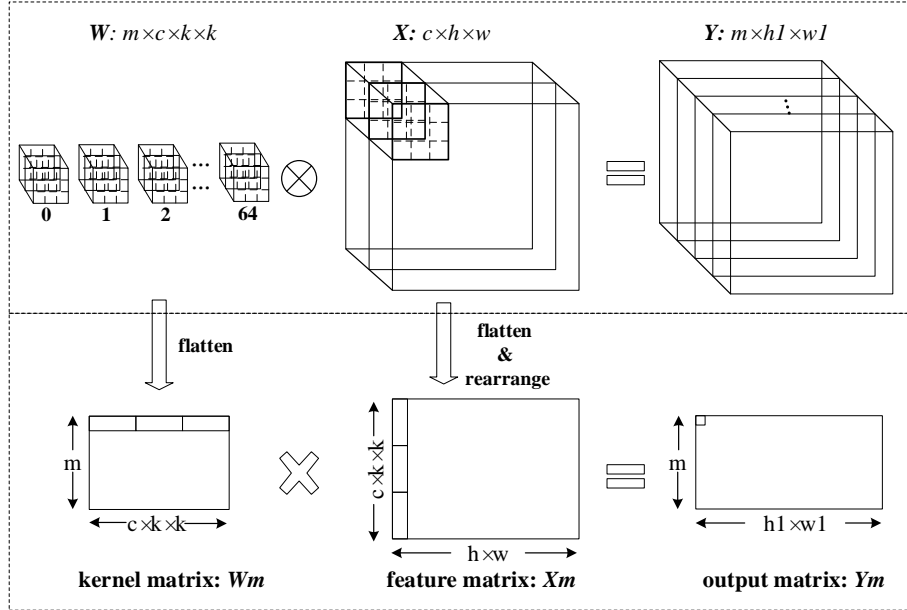 W: m×c×k×k X: c×h×w Y: m×h1×w1
... ...
0 1 2 64
flatten
flatten
&
rearrange
m
c×k×k
c×k×k
h×w
m
h1×w1
kernel matrix: Wm feature matrix: Xm output matrix: Ym